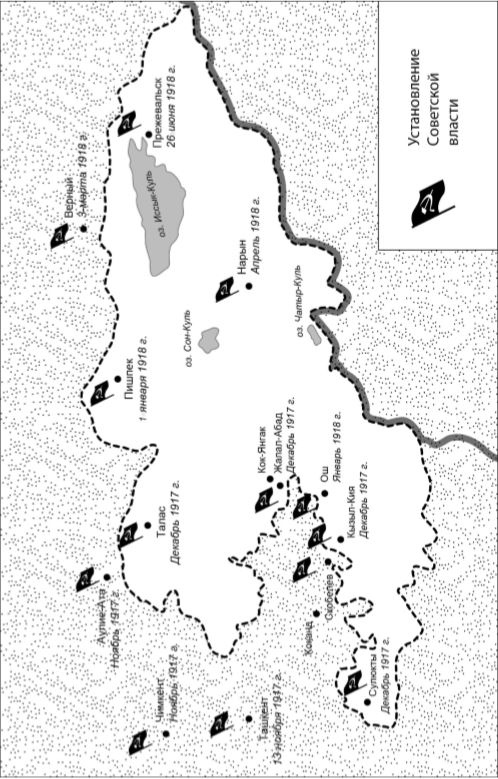 Верный
3 марта 1918 г.
Прежевальск
26 июня 1918 г.
оз. Иссык-Куль
Пишпек
1 января 1918 г.
Нарын
Апрель 1918 г.
оз. Сон-Куль
оз. Чатыр-Куль
Аулие-Ата
Ноябрь 1917 г.
Талас
Декабрь 1917 г.
Кок-Янгак
Жалал-Абад
Декабрь 1917 г.
Ош
Январь 1918 г.
Кызыл-Кия
Декабрь 1917 г.
Скобелев
Коканд
Чимкент
Ноябрь 1917 г.
Ташкент
13 ноября 1917 г.
Сулюкты
Декабрь 1917 г.
Установление
Советской
власти